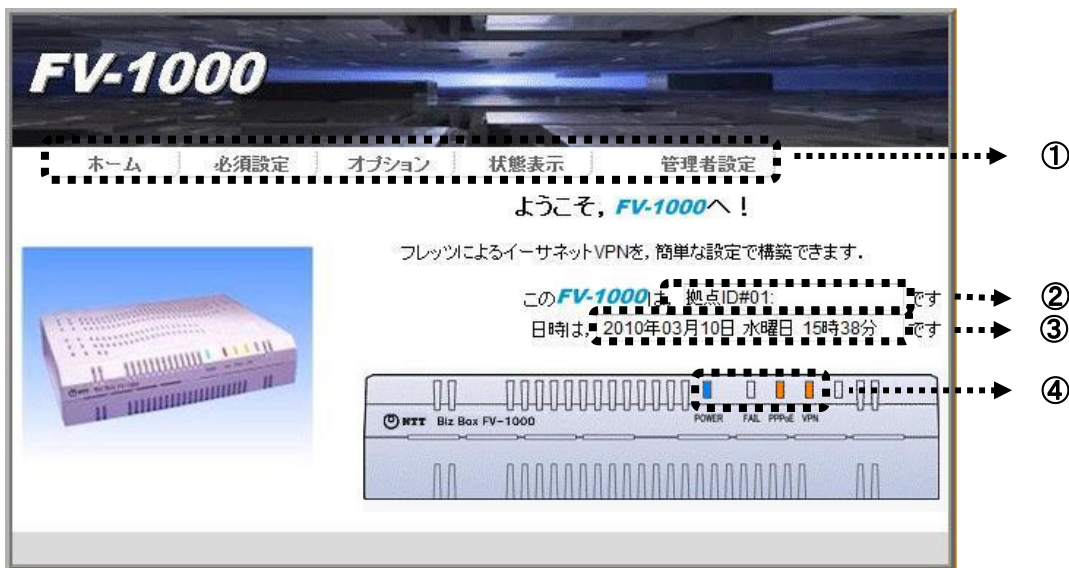 FV-1000
ホーム 必須設定 オプション 状態表示 管理者設定
①
ようこそ, FV-1000へ!
フレッツによるイーサネットVPNを, 簡単な設定で構築できます.
このFV-1000は, 拠点ID#01: です
②
日時は, 2010年03月10日 水曜日 15時38分 です
③
④
NTT Biz Box FV-1000
POWER FAIL PPPoE VPN